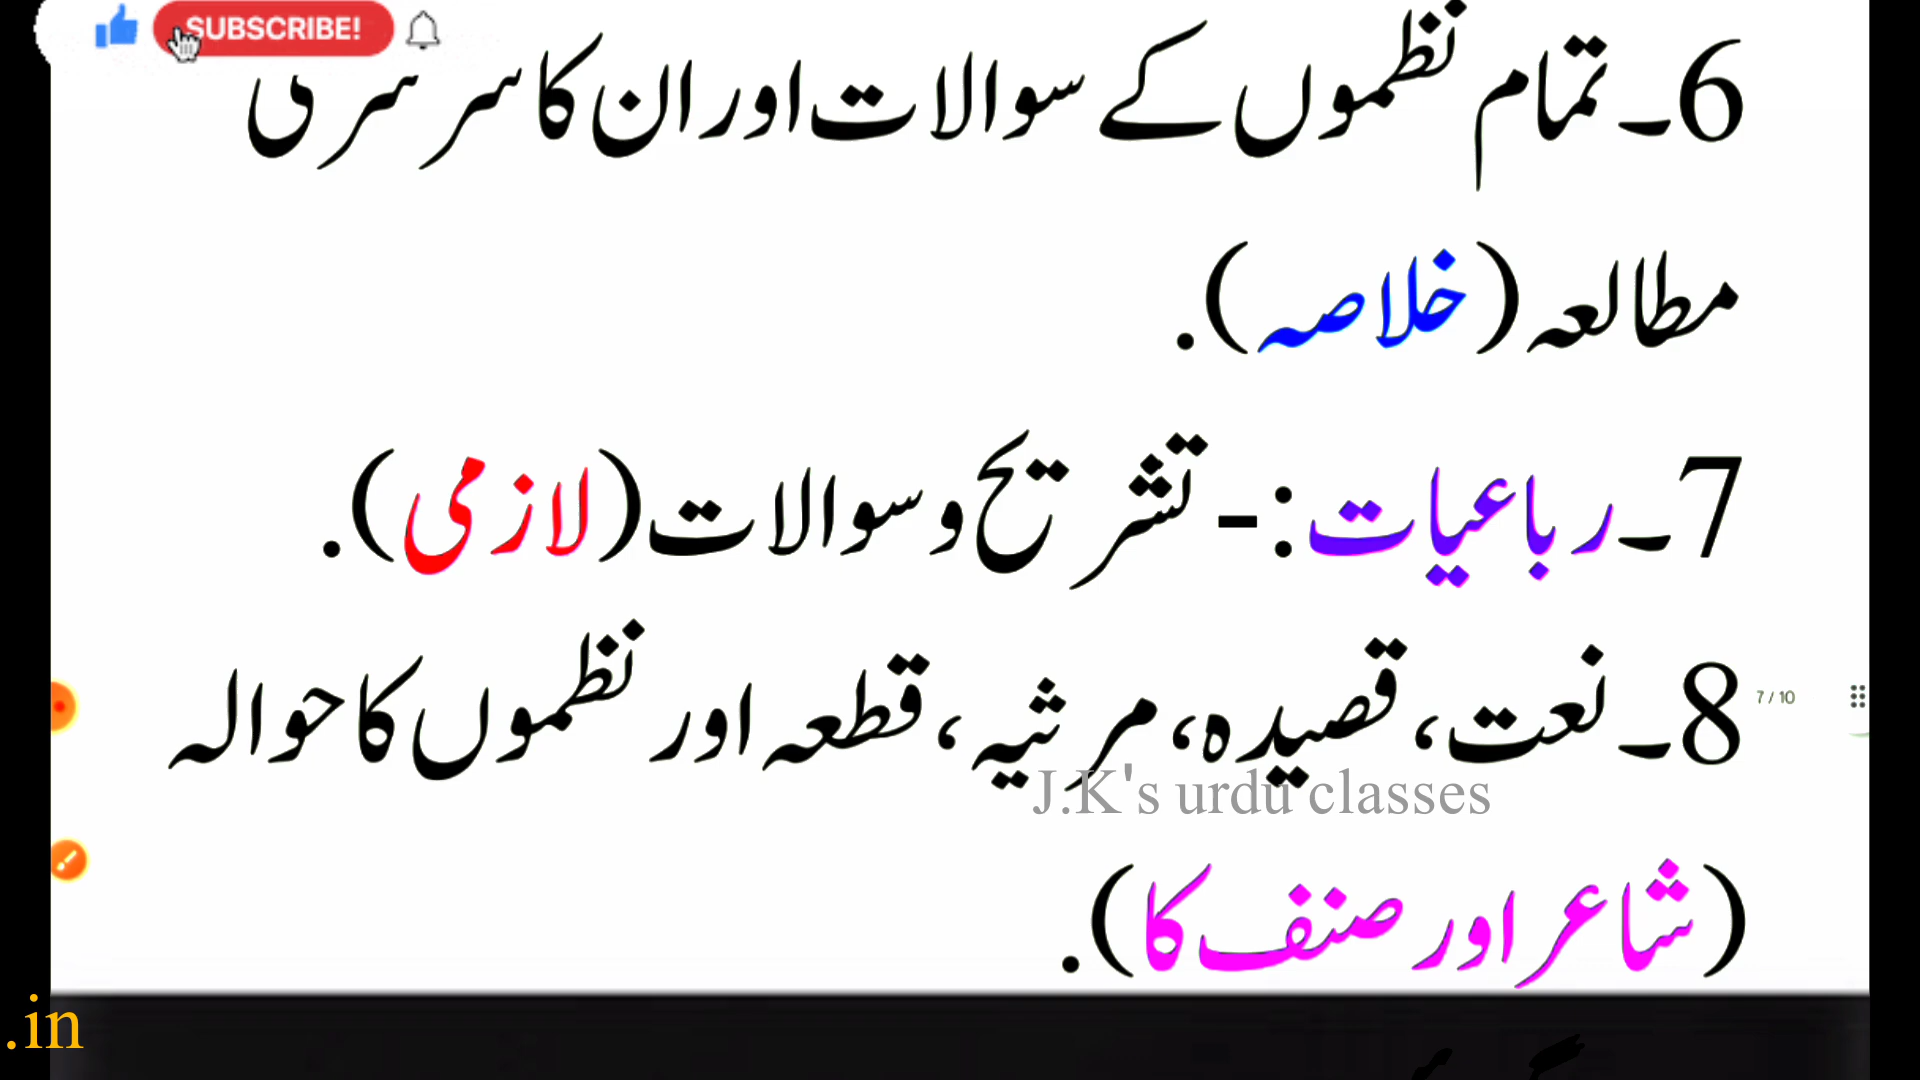 SUBSCRIBE!
6۔تمام نظموں کے سوالات اور ان کا سرسری
مطالعہ (خلاصہ).
7۔رباعیات:- تشریح و سوالات (لازمی).
8۔نعت، قصیدہ، مرثیہ، قطعہ اور نظموں کا حوالہ
7 / 10
J.K's urdu classes
(شاعر اور صنف کا).
.in